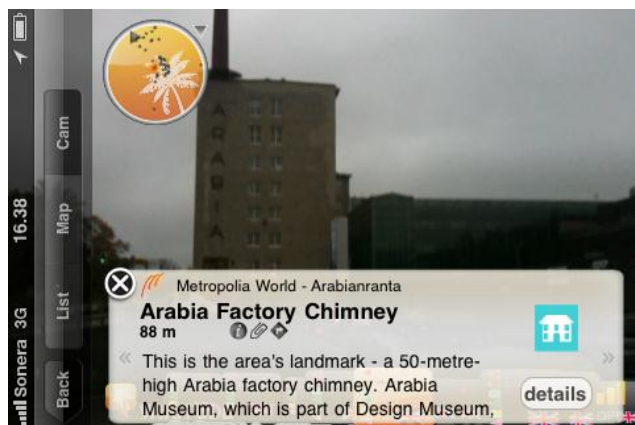 Sonera 3G
16.38
Cam
Map
List
Back
ARABIA
Metropolia World - Arabianranta
Arabia Factory Chimney
88 m
This is the area's landmark - a 50-metre-
high Arabia factory chimney. Arabia
Museum, which is part of Design Museum,
details